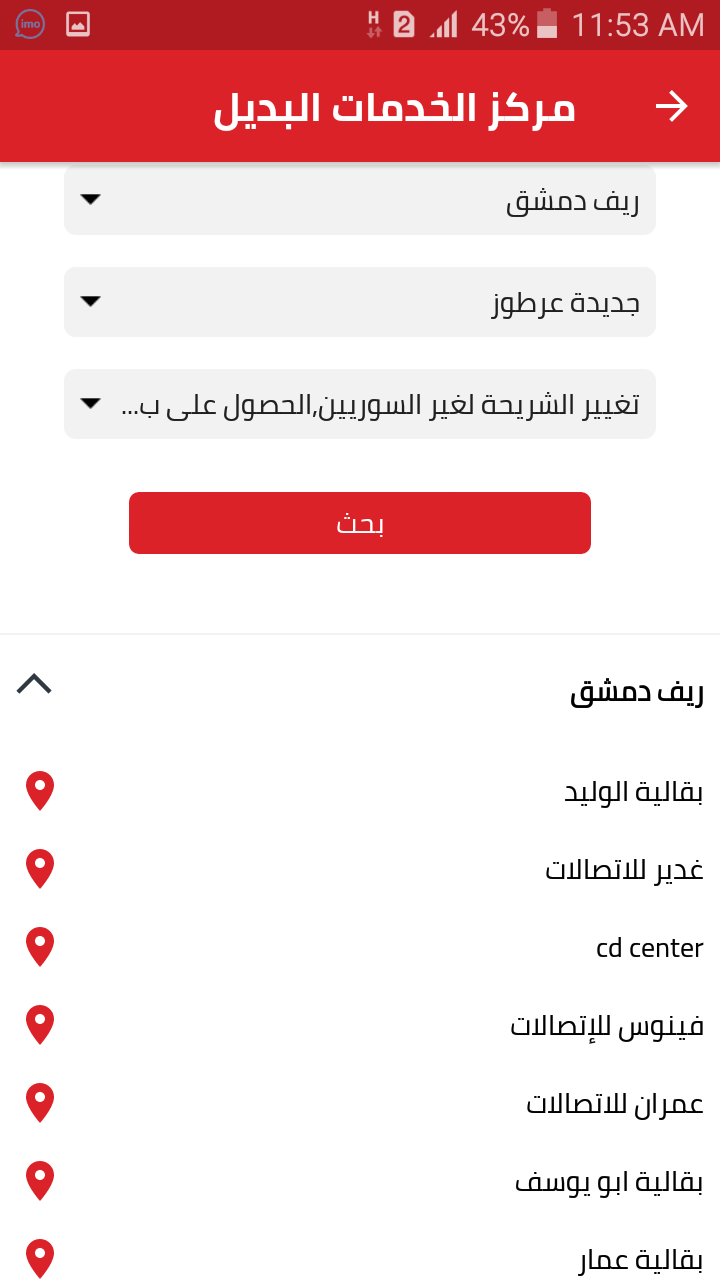 imo H 2 43% 11:53 AM
مركز الخدمات البديل
ريف دمشق
جديدة عرطوز
تغيير الشريحة لغير السوريين,الحصول على ب...
بحث
ريف دمشق
بقالية الوليد
غدير للاتصالات
cd center
فينوس للإتصالات
عمران للاتصالات
بقالية ابو يوسف
بقالية عمار